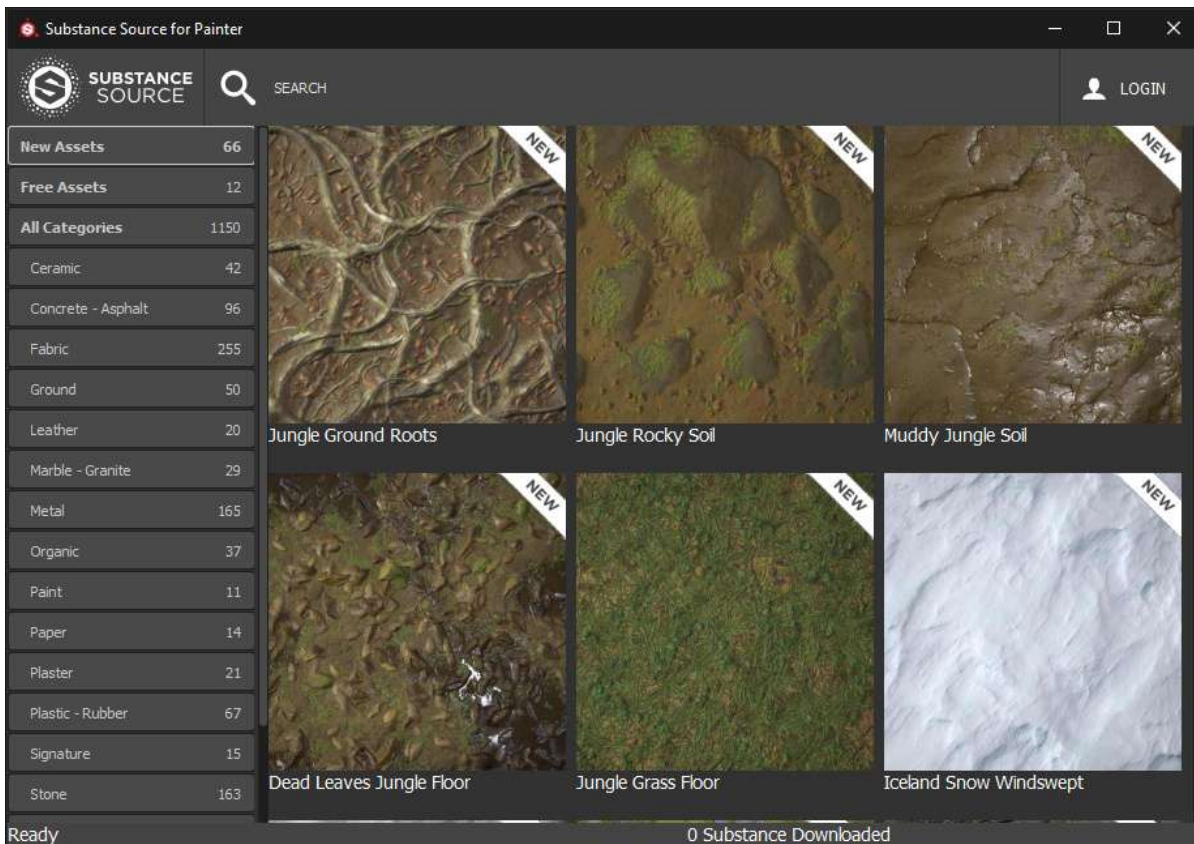 Substance Source for Painter
SUBSTANCE
SOURCE
SEARCH
LOGIN
New Assets 66
Free Assets 12
All Categories 1150
Ceramic 42
Concrete - Asphalt 96
Fabric 255
Ground 50
Leather 20
Marble - Granite 29
Metal 165
Organic 37
Paint 11
Paper 14
Plaster 21
Plastic - Rubber 67
Signature 15
Stone 163
NEW NEW NEW
Jungle Ground Roots Jungle Rocky Soil Muddy Jungle Soil
NEW NEW NEW
Dead Leaves Jungle Floor Jungle Grass Floor Iceland Snow Windswept
Ready 0 Substance Downloaded